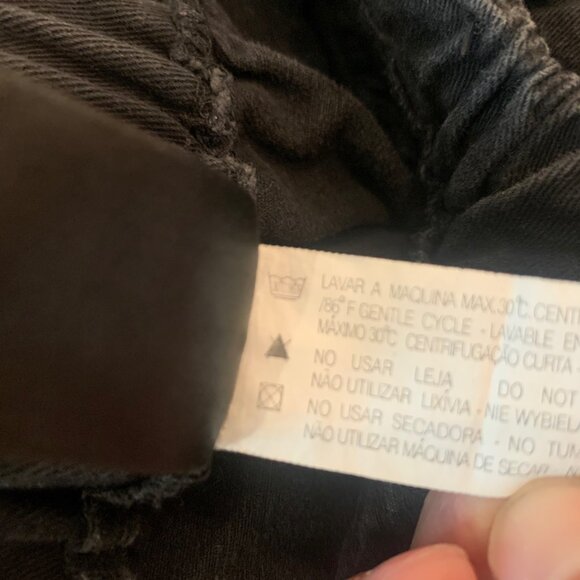 LAVAR A MAQUINA MAX.30°C.CENTR
/86°F GENTLE CYCLE - LAVABLE EN
MÁXIMO 30°C CENTRIFUGAÇÃO CURTA -
NO USAR LEJA DO NOT
NÃO UTILIZAR LIXÍVIA - NIE WYBIELA
NO USAR SECADORA - NO TUM
NÃO UTILIZAR MÁQUINA DE SECAR